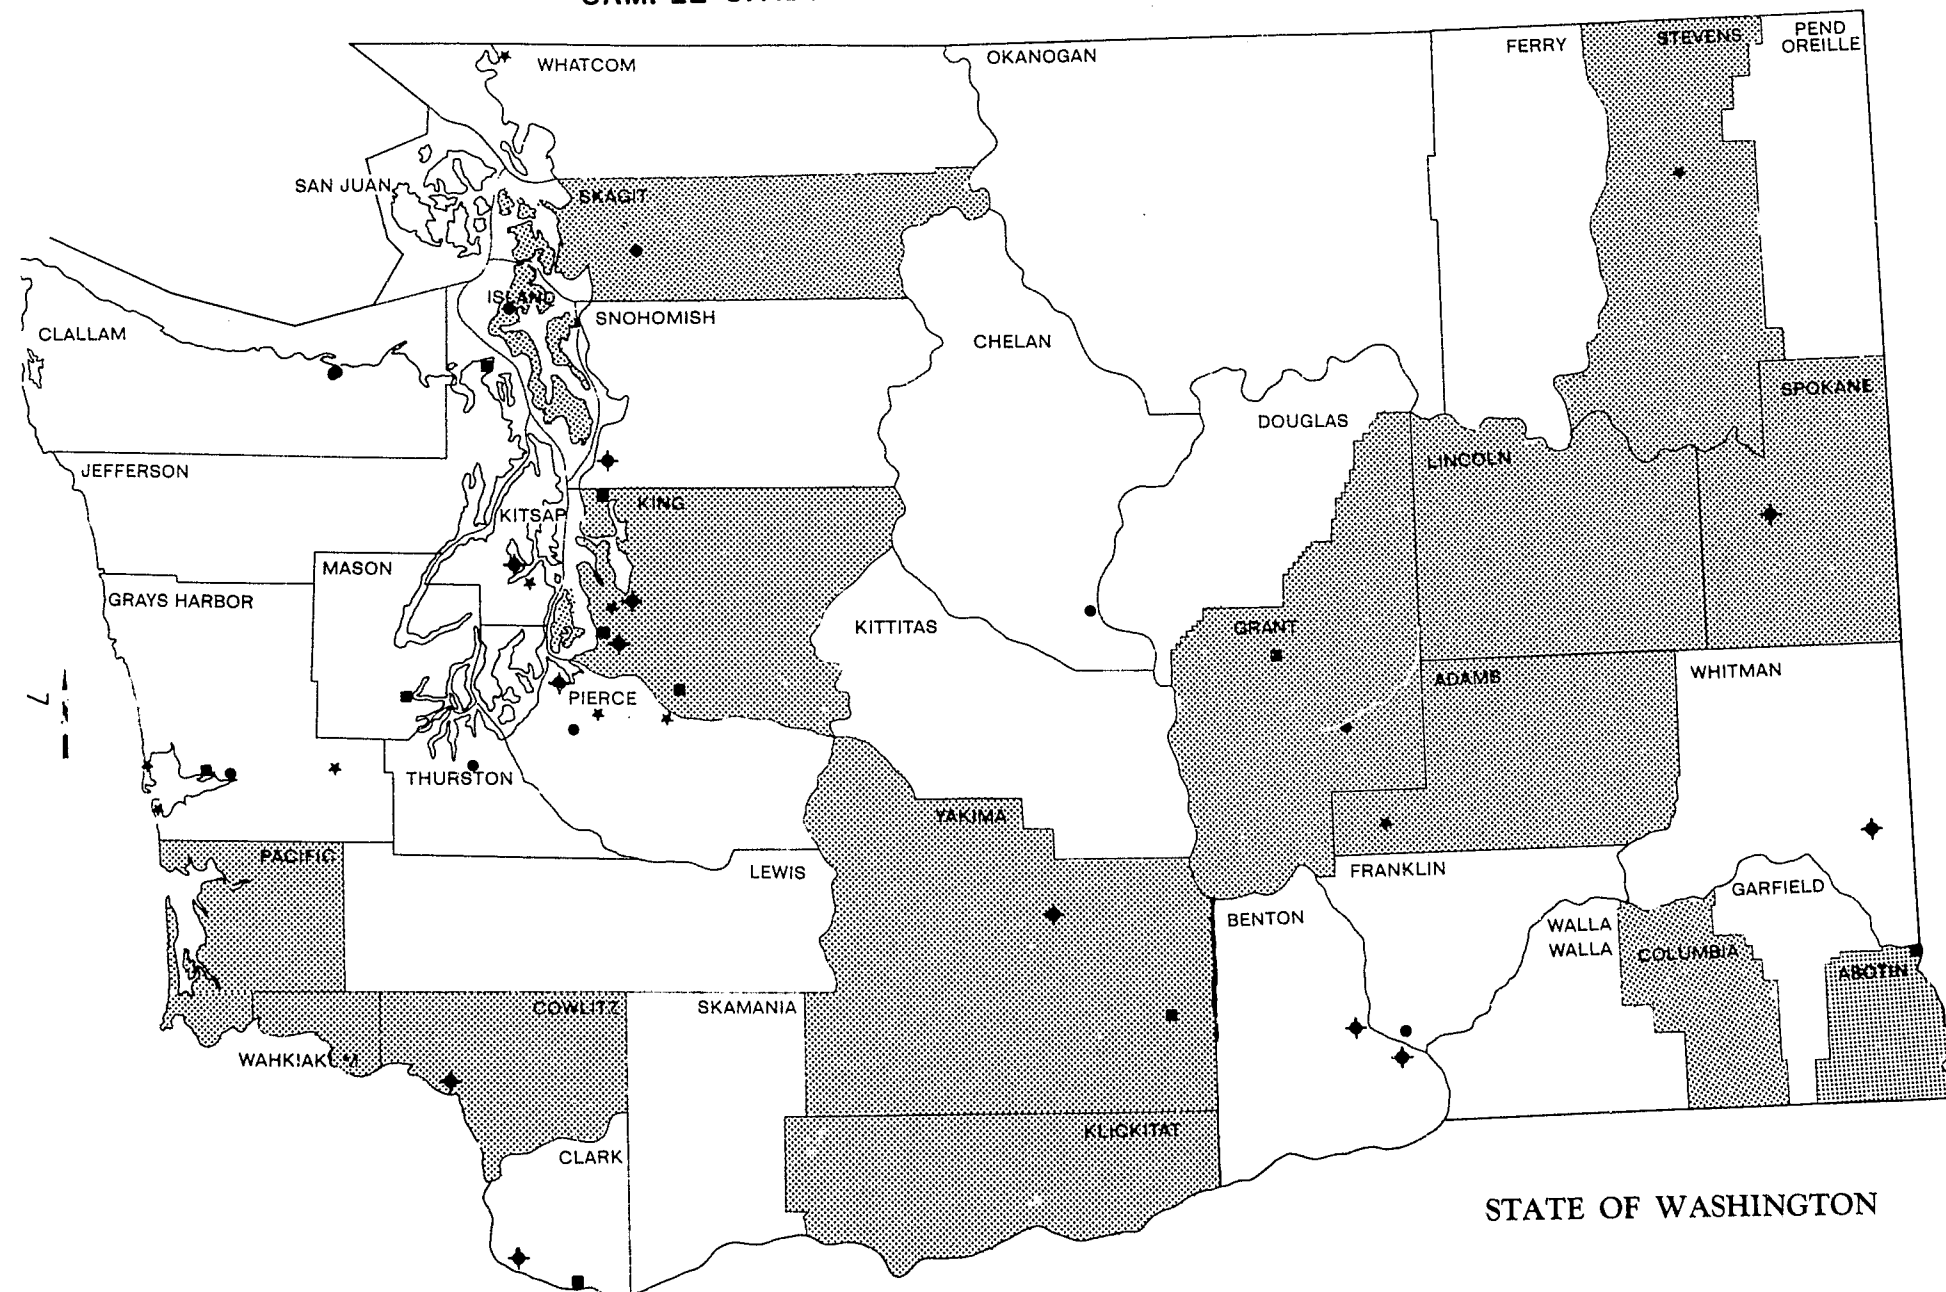 WHATCOM
OKANOGAN
FERRY
STEVENS
PEND
OREILLE
SAN JUAN
SKAGIT
ISLAND
SNOHOMISH
CLALLAM
CHELAN
SPOKANE
DOUGLAS
JEFFERSON
LINCOLN
KITSAP
KING
MASON
GRAYS HARBOR
KITTITAS
GRANT
ADAMS
WHITMAN
PIERCE
THURSTON
YAKIMA
PACIFIC
LEWIS
FRANKLIN
GARFIELD
BENTON
WALLA
WALLA
COLUMBIA
ABOTIN
COWLITZ
SKAMANIA
WAHKIAKUM
KLICKITAT
CLARK
7
STATE OF WASHINGTON